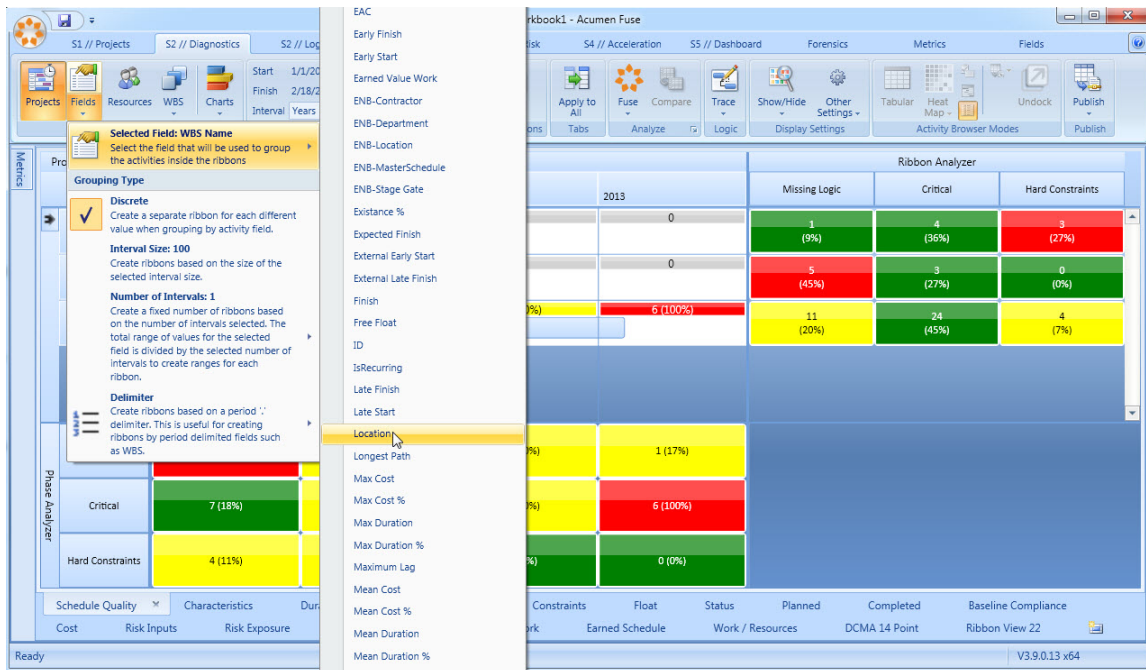 rkbook1 - Acumen Fuse
S1 // Projects
S2 // Diagnostics
S2 // Log
isk
S4 // Acceleration
S5 // Dashboard
Forensics
Metrics
Fields
Projects
Fields
Resources
WBS
Charts
Start 1/1/20
Finish 2/18/2
Interval Years
Apply to All
Fuse
Compare
Trace
Show/Hide
Other Settings
Tabular
Heat Map
Undock
Publish
ons
Tabs
Analyze
Logic
Display Settings
Activity Browser Modes
Publish
Selected Field: WBS Name
Select the field that will be used to group
the activities inside the ribbons
Grouping Type
Discrete
Create a separate ribbon for each different
value when grouping by activity field.
Interval Size: 100
Create ribbons based on the size of the
selected interval size.
Number of Intervals: 1
Create a fixed number of ribbons based
on the number of intervals selected. The
total range of values for the selected
field is divided by the selected number of
intervals to create ranges for each
ribbon.
Delimiter
Create ribbons based on a period '.'
delimiter. This is useful for creating
ribbons by period delimited fields such
as WBS.
EAC
Early Finish
Early Start
Earned Value Work
ENB-Contractor
ENB-Department
ENB-Location
ENB-MasterSchedule
ENB-Stage Gate
Existance %
Expected Finish
External Early Start
External Late Finish
Finish
Free Float
ID
IsRecurring
Late Finish
Late Start
Location
Longest Path
Max Cost
Max Cost %
Max Duration
Max Duration %
Maximum Lag
Mean Cost
Mean Cost %
Mean Duration
Mean Duration %
Metrics
Pro
2013
Ribbon Analyzer
Missing Logic
Critical
Hard Constraints
0
1
(9%)
4
(36%)
3
(27%)
0
5
(45%)
3
(27%)
0
(0%)
0%)
6 (100%)
11
(20%)
24
(45%)
4
(7%)
Phase Analyzer
0%)
1 (17%)
Critical
7 (18%)
6 (100%)
Hard Constraints
4 (11%)
%)
0 (0%)
Schedule Quality
Characteristics
Dur
Constraints
Float
Status
Planned
Completed
Baseline Compliance
Cost
Risk Inputs
Risk Exposure
rk
Earned Schedule
Work / Resources
DCMA 14 Point
Ribbon View 22
Ready
V3.9.0.13 x64